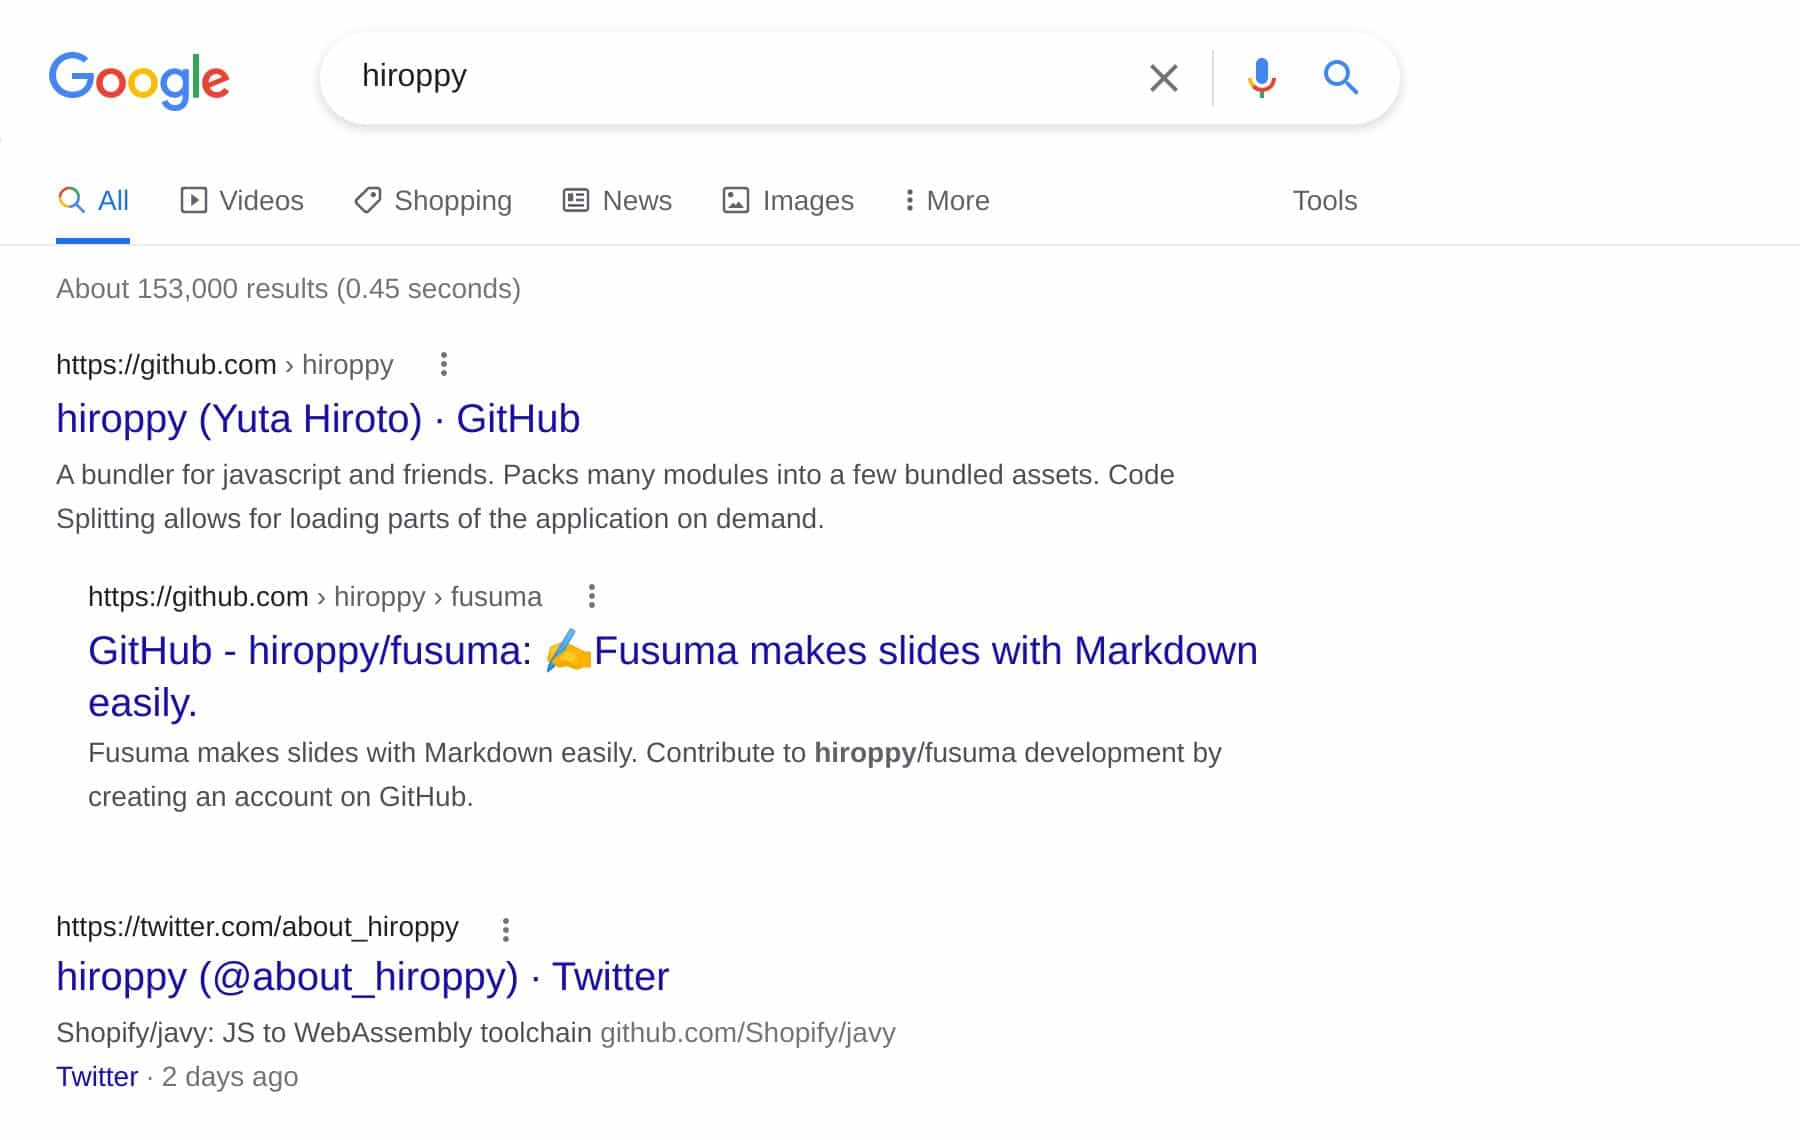 Google
hiroppy
All Videos Shopping News Images More Tools
About 153,000 results (0.45 seconds)
https://github.com › hiroppy
hiroppy (Yuta Hiroto) · GitHub
A bundler for javascript and friends. Packs many modules into a few bundled assets. Code
Splitting allows for loading parts of the application on demand.
https://github.com › hiroppy › fusuma
GitHub - hiroppy/fusuma: ✍️Fusuma makes slides with Markdown
easily.
Fusuma makes slides with Markdown easily. Contribute to hiroppy/fusuma development by
creating an account on GitHub.
https://twitter.com/about_hiroppy
hiroppy (@about_hiroppy) · Twitter
Shopify/javy: JS to WebAssembly toolchain github.com/Shopify/javy
Twitter · 2 days ago